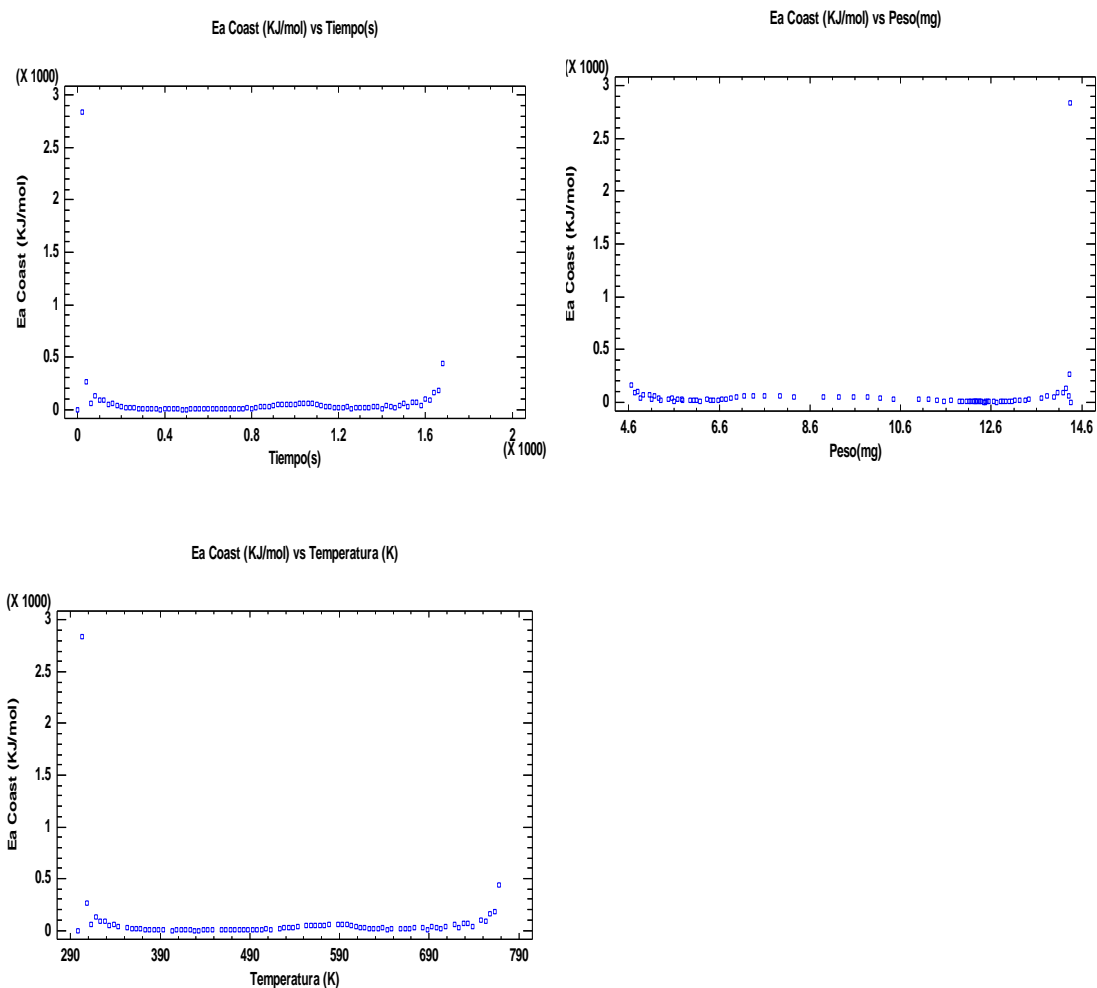 Ea Coast (KJ/mol) vs Tiempo(s)
(X 1000)
3
2.5
2
1.5
1
0.5
0
Ea Coast (KJ/mol)
0 0.4 0.8 1.2 1.6 2
(X 1000)
Tiempo(s)
Ea Coast (KJ/mol) vs Peso(mg)
(X 1000)
3
2.5
2
1.5
1
0.5
0
Ea Coast (KJ/mol)
4.6 6.6 8.6 10.6 12.6 14.6
Peso(mg)
Ea Coast (KJ/mol) vs Temperatura (K)
(X 1000)
3
2.5
2
1.5
1
0.5
0
Ea Coast (KJ/mol)
290 390 490 590 690 790
Temperatura (K)